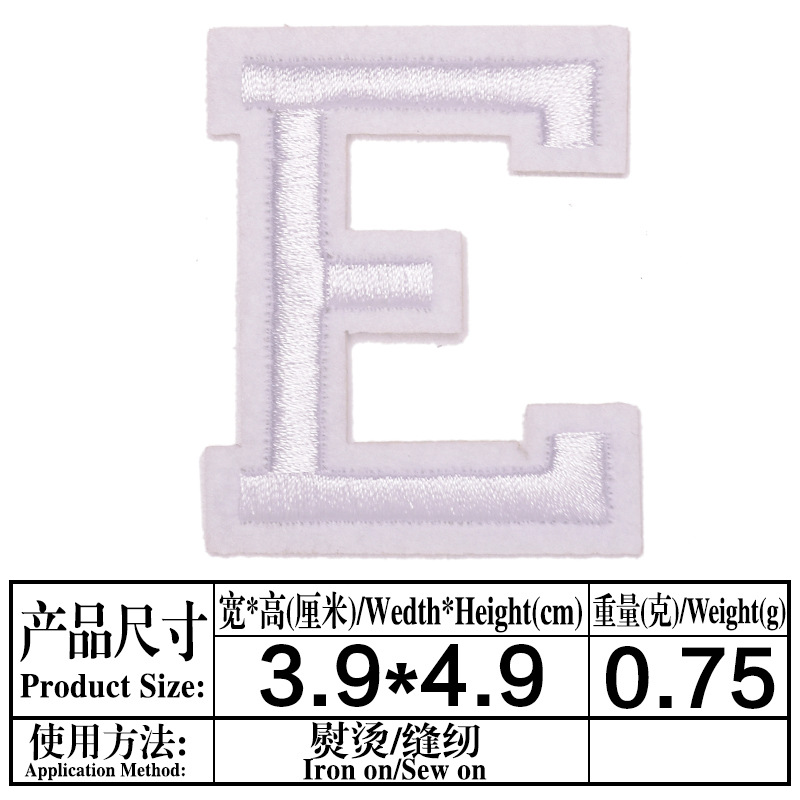 E
产品尺寸
Product Size:
宽*高(厘米)/Wedth*Height(cm)
3.9*4.9
重量(克)/Weight(g)
0.75
使用方法:
Application Method:
熨烫/缝纫
Iron on/Sew on